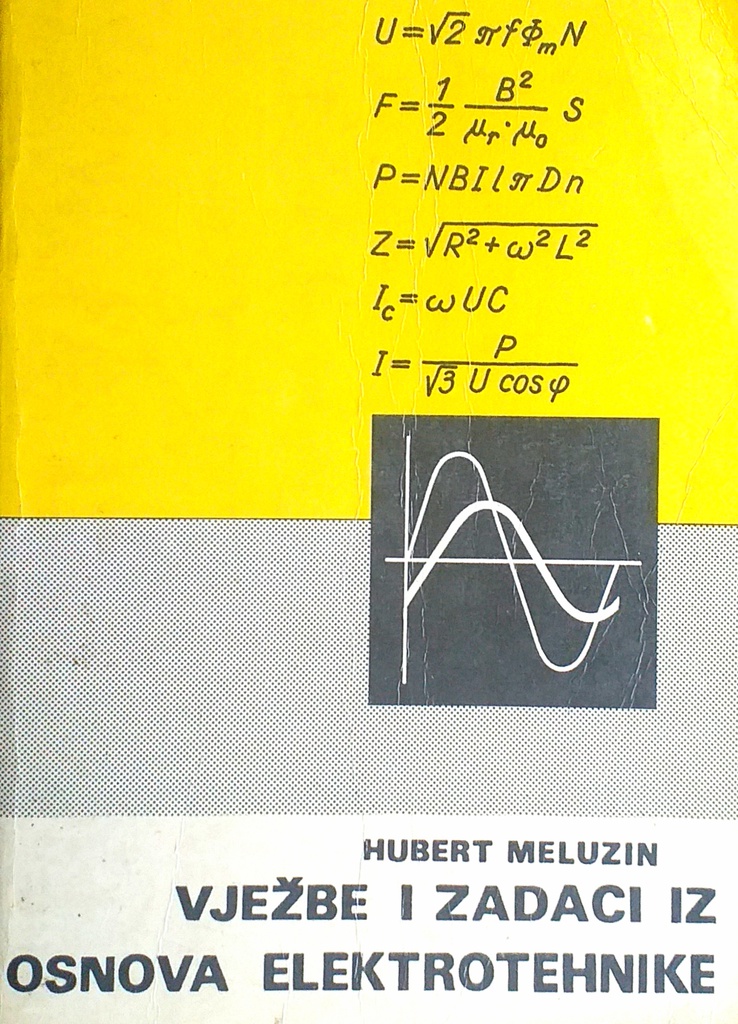 U=√2 πfΦₘN
F= 1/2 B²/(μᵣ·μ₀) S
P=NBIlπDn
Z=√(R²+ω²L²)
I_c=ωUC
I= P/(√3 U cosφ)
HUBERT MELUZIN
VJEŽBE I ZADACI IZ
OSNOVA ELEKTROTEHNIKE